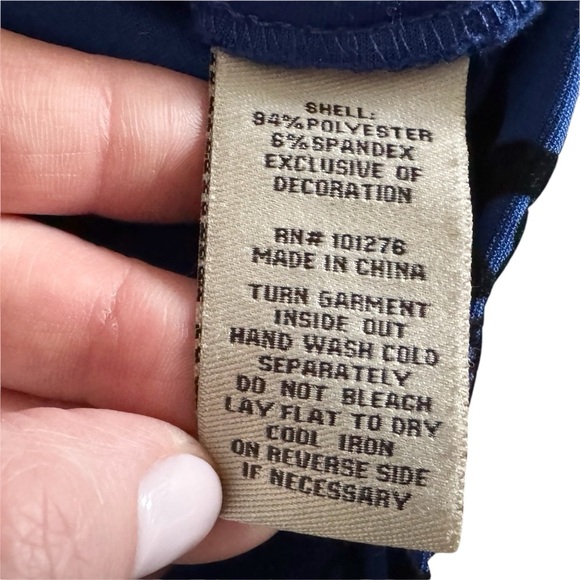 SHELL:
94% POLYESTER
6% SPANDEX
EXCLUSIVE OF
DECORATION
RN# 101276
MADE IN CHINA
TURN GARMENT
INSIDE OUT
HAND WASH COLD
SEPARATELY
DO NOT BLEACH
LAY FLAT TO DRY
COOL IRON
ON REVERSE SIDE
IF NECESSARY